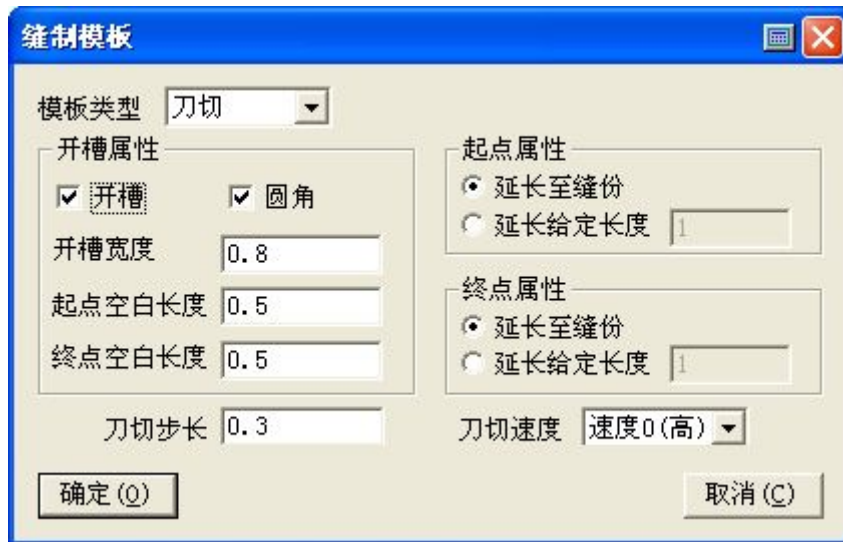 缝制模板
模板类型 刀切
开槽属性
开槽 圆角
开槽宽度 0.8
起点空白长度 0.5
终点空白长度 0.5
起点属性
延长至缝份
延长给定长度 1
终点属性
延长至缝份
延长给定长度 1
刀切步长 0.3
刀切速度 速度0(高)
确定(O)
取消(C)